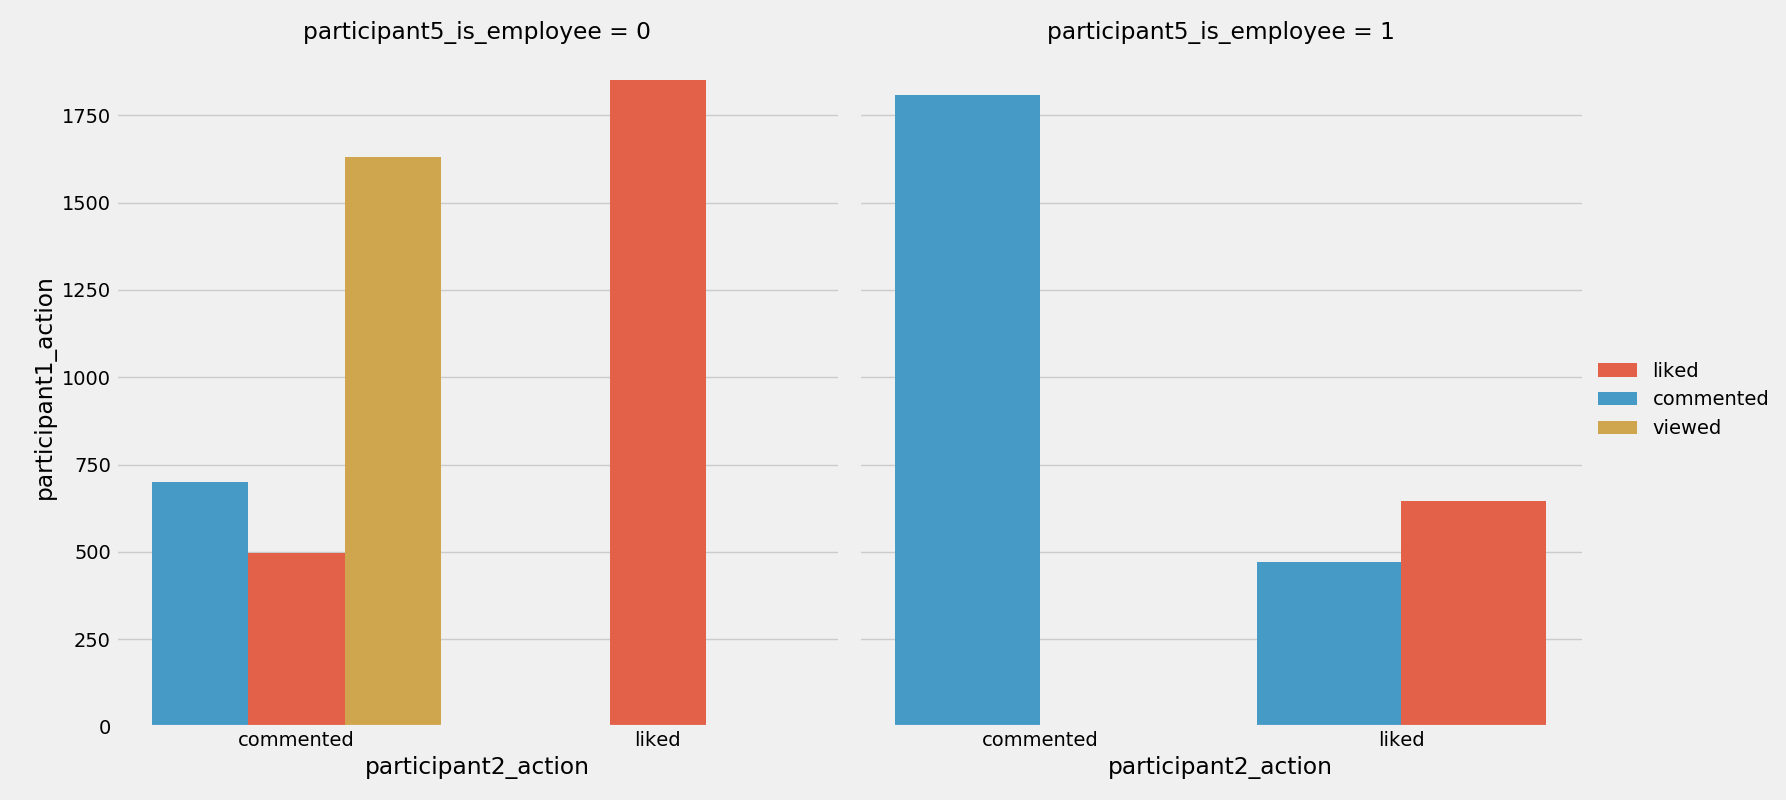 participant5_is_employee = 0
participant5_is_employee = 1
participant1_action
1750
1500
1250
1000
750
500
250
0
commented
liked
commented
liked
participant2_action
participant2_action
liked
commented
viewed